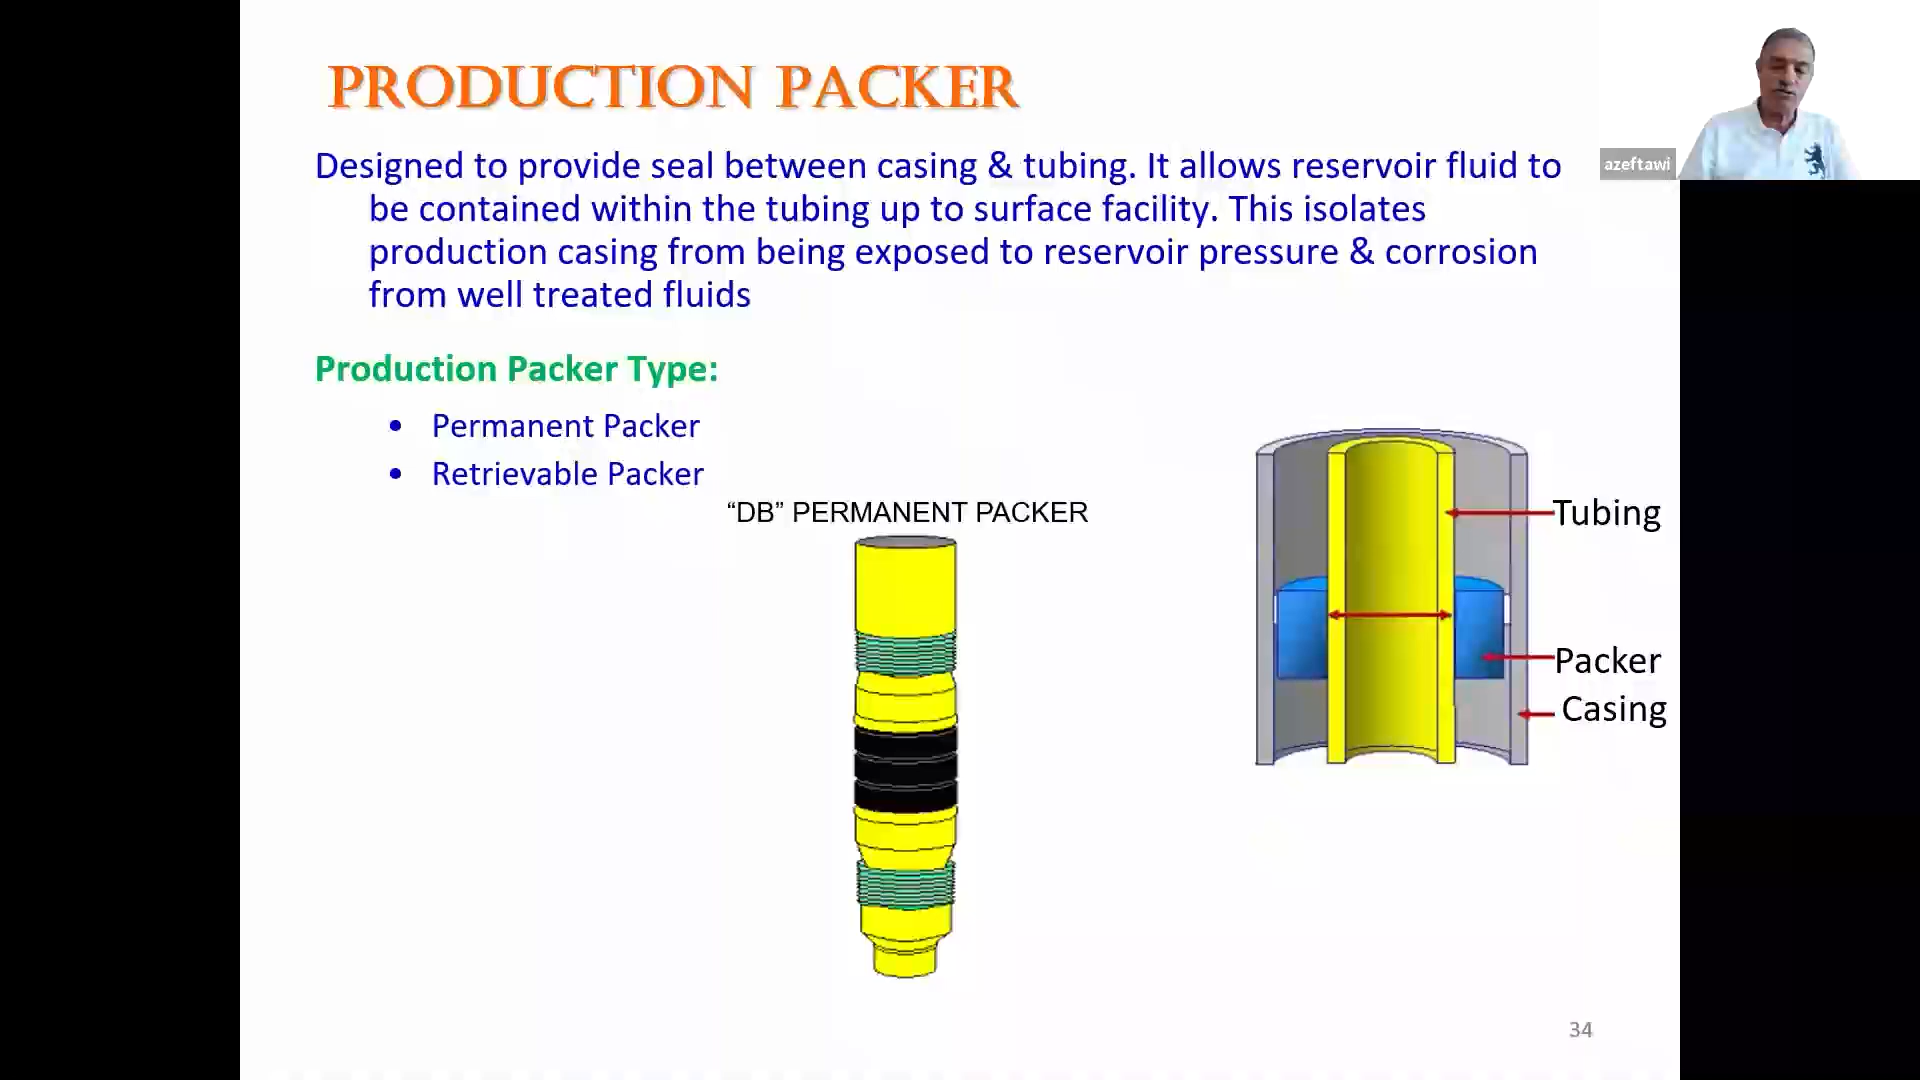 PRODUCTION PACKER
azeftawi
Designed to provide seal between casing & tubing. It allows reservoir fluid to
be contained within the tubing up to surface facility. This isolates
production casing from being exposed to reservoir pressure & corrosion
from well treated fluids
Production Packer Type:
• Permanent Packer
• Retrievable Packer
“DB” PERMANENT PACKER
Tubing
Packer
Casing
34